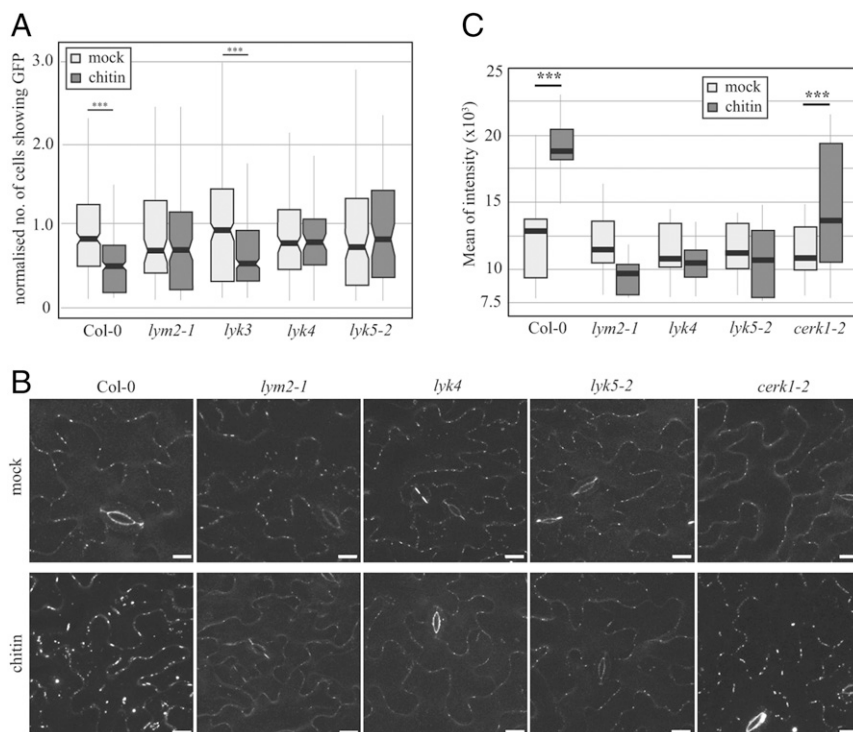 A
normalised no. of cells showing GFP
3.0
2.0
1.0
0
mock
chitin
***
***
Col-0 lym2-1 lyk3 lyk4 lyk5-2
C
Mean of intensity (x10³)
25
20
15
10
7.5
mock
chitin
***
***
Col-0 lym2-1 lyk4 lyk5-2 cerk1-2
B
Col-0 lym2-1 lyk4 lyk5-2 cerk1-2
mock
chitin